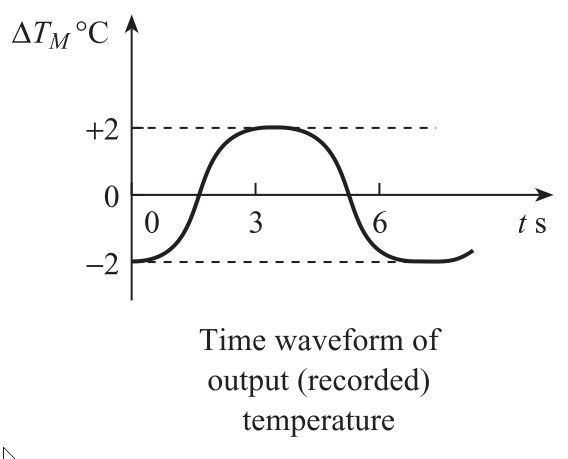 ΔT_M °C
+2
0
0 3 6 t s
−2
Time waveform of
output (recorded)
temperature